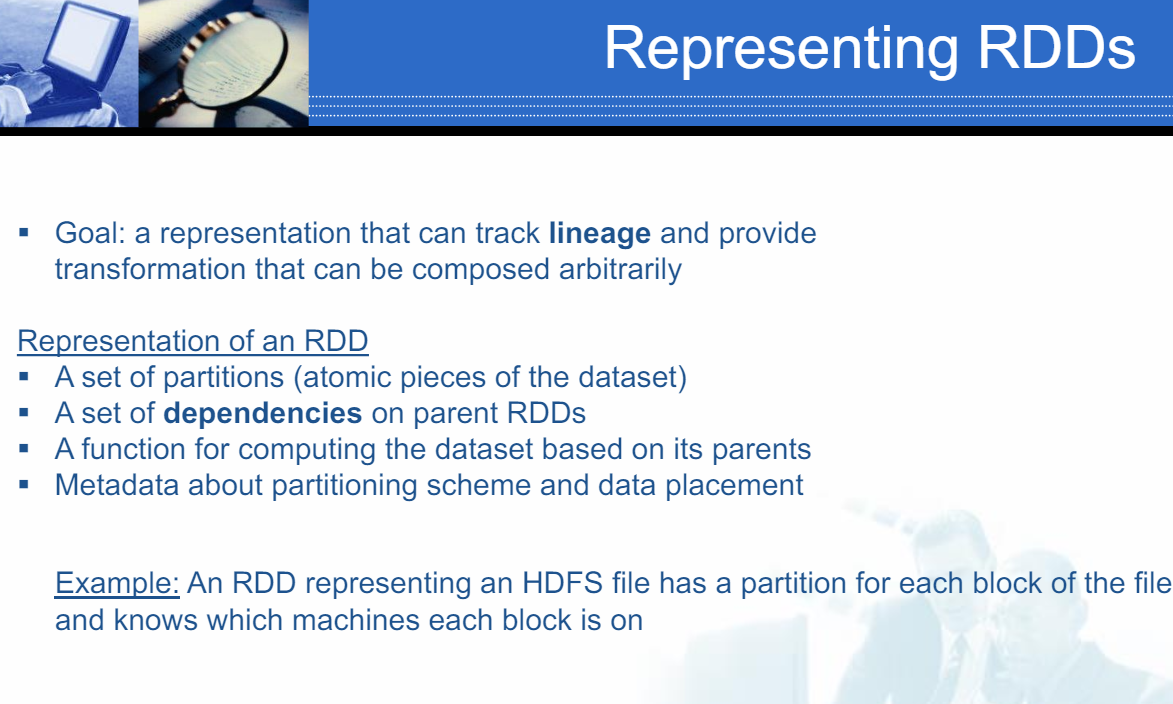 Representing RDDs
▪ Goal: a representation that can track lineage and provide
transformation that can be composed arbitrarily
Representation of an RDD
▪ A set of partitions (atomic pieces of the dataset)
▪ A set of dependencies on parent RDDs
▪ A function for computing the dataset based on its parents
▪ Metadata about partitioning scheme and data placement
Example: An RDD representing an HDFS file has a partition for each block of the file
and knows which machines each block is on